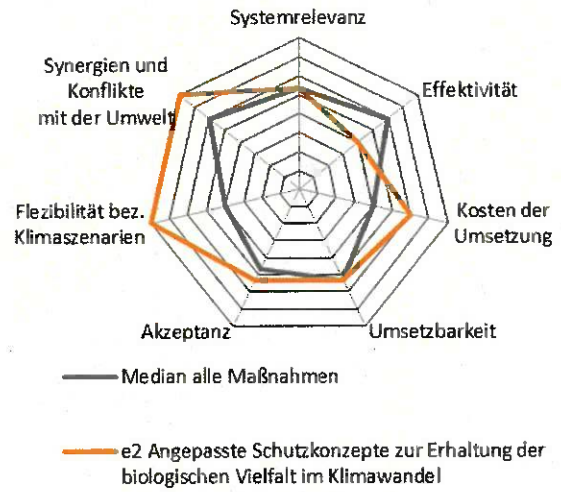 Systemrelevanz
Synergien und
Konflikte
mit der Umwelt
Effektivität
Flezibilität bez.
Klimaszenarien
Kosten der
Umsetzung
Akzeptanz
Umsetzbarkeit
Median alle Maßnahmen
e2 Angepasste Schutzkonzepte zur Erhaltung der
biologischen Vielfalt im Klimawandel